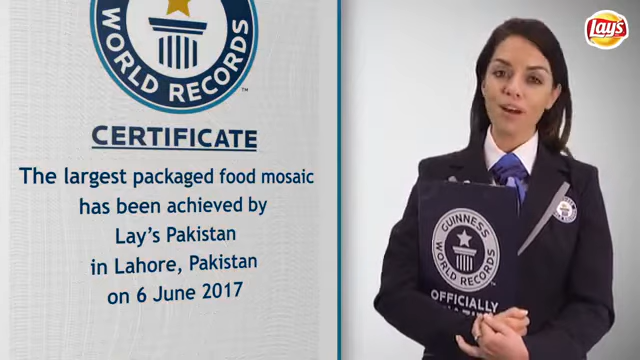 WORLD RECORDS
TM
CERTIFICATE
The largest packaged food mosaic
has been achieved by
Lay's Pakistan
in Lahore, Pakistan
on 6 June 2017
Lay's
GUINNESS
WORLD RECORDS
OFFICIALLY